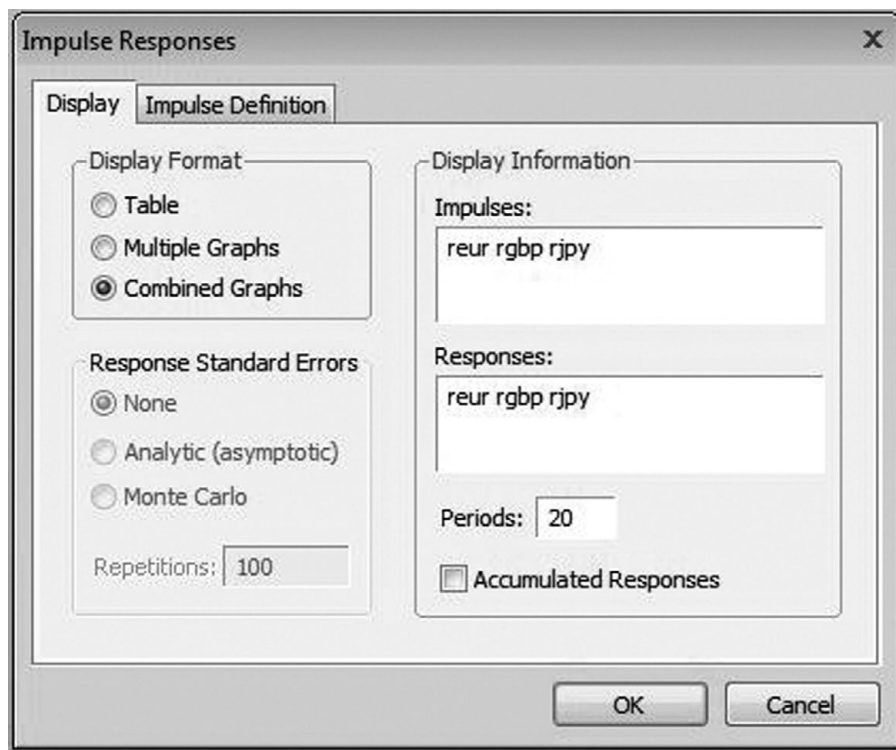 Impulse Responses
Display
Impulse Definition
Display Format
Table
Multiple Graphs
Combined Graphs
Response Standard Errors
None
Analytic (asymptotic)
Monte Carlo
Repetitions: 100
Display Information
Impulses:
reur rgbp rjpy
Responses:
reur rgbp rjpy
Periods: 20
Accumulated Responses
OK
Cancel